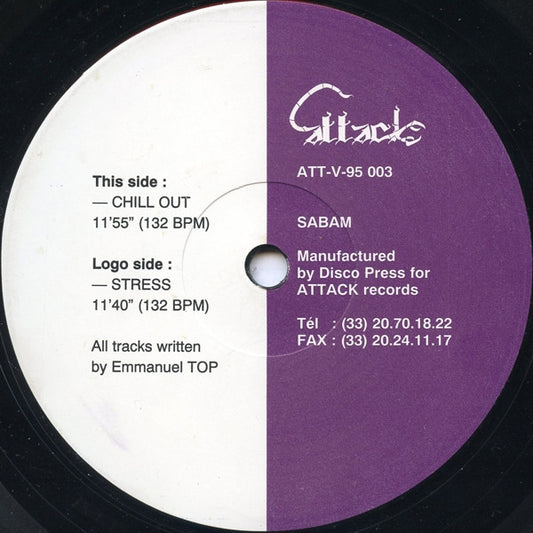 This side :
— CHILL OUT
11'55" (132 BPM)
Logo side :
— STRESS
11'40" (132 BPM)
All tracks written
by Emmanuel TOP
attacks
ATT-V-95 003
SABAM
Manufactured
by Disco Press for
ATTACK records
Tél : (33) 20.70.18.22
FAX : (33) 20.24.11.17